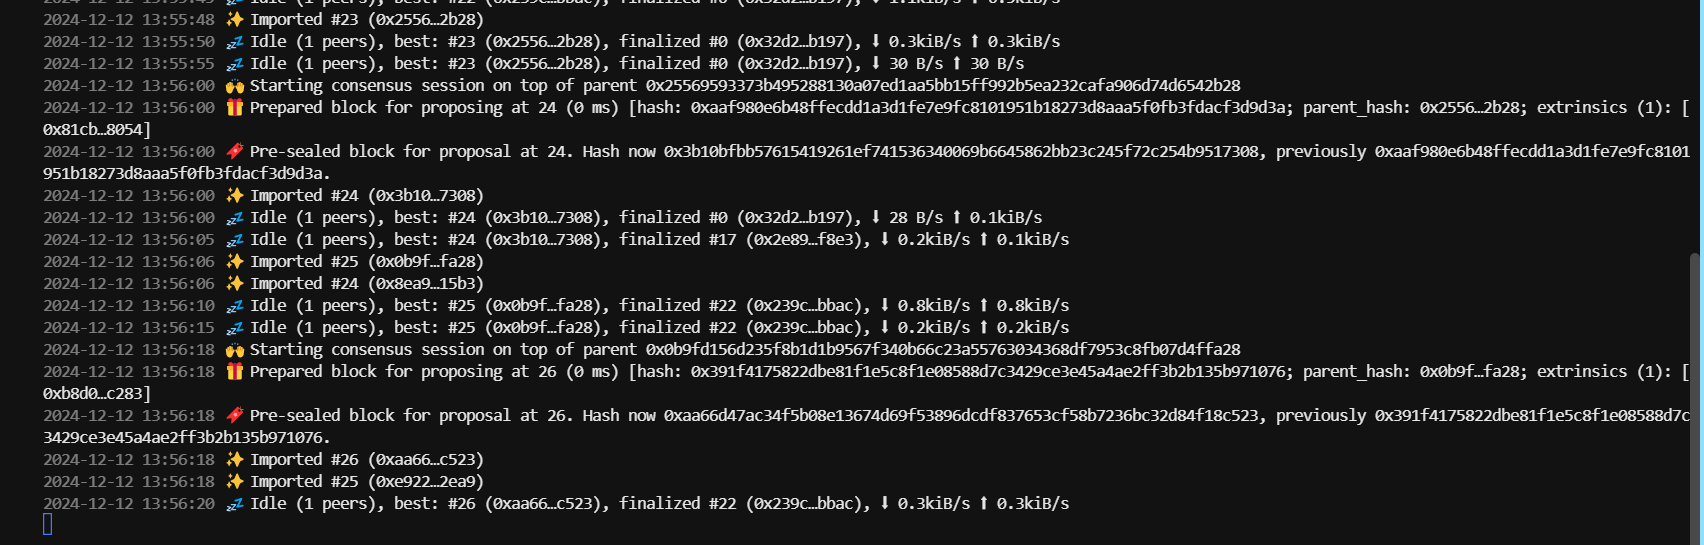 2024-12-12 13:55:48 ✨ Imported #23 (0x2556…2b28)
2024-12-12 13:55:50 💤 Idle (1 peers), best: #23 (0x2556…2b28), finalized #0 (0x32d2…b197), ⬇ 0.3kiB/s ⬆ 0.3kiB/s
2024-12-12 13:55:55 💤 Idle (1 peers), best: #23 (0x2556…2b28), finalized #0 (0x32d2…b197), ⬇ 30 B/s ⬆ 30 B/s
2024-12-12 13:56:00 🙌 Starting consensus session on top of parent 0x25569593373b495288130a07ed1aa5bb15ff992b5ea232cafa906d74d6542b28
2024-12-12 13:56:00 🎁 Prepared block for proposing at 24 (0 ms) [hash: 0xaaf980e6b48ffecdd1a3d1fe7e9fc8101951b18273d8aaa5f0fb3fdacf3d9d3a; parent_hash: 0x2556…2b28; extrinsics (1): [
0x81cb…8054]
2024-12-12 13:56:00 🔖 Pre-sealed block for proposal at 24. Hash now 0x3b10bfbb57615419261ef741536340069b6645862bb23c245f72c254b9517308, previously 0xaaf980e6b48ffecdd1a3d1fe7e9fc8101
951b18273d8aaa5f0fb3fdacf3d9d3a.
2024-12-12 13:56:00 ✨ Imported #24 (0x3b10…7308)
2024-12-12 13:56:00 💤 Idle (1 peers), best: #24 (0x3b10…7308), finalized #0 (0x32d2…b197), ⬇ 28 B/s ⬆ 0.1kiB/s
2024-12-12 13:56:05 💤 Idle (1 peers), best: #24 (0x3b10…7308), finalized #17 (0x2e89…f8e3), ⬇ 0.2kiB/s ⬆ 0.1kiB/s
2024-12-12 13:56:06 ✨ Imported #25 (0x0b9f…fa28)
2024-12-12 13:56:06 ✨ Imported #24 (0x8ea9…15b3)
2024-12-12 13:56:10 💤 Idle (1 peers), best: #25 (0x0b9f…fa28), finalized #22 (0x239c…bbac), ⬇ 0.8kiB/s ⬆ 0.8kiB/s
2024-12-12 13:56:15 💤 Idle (1 peers), best: #25 (0x0b9f…fa28), finalized #22 (0x239c…bbac), ⬇ 0.2kiB/s ⬆ 0.2kiB/s
2024-12-12 13:56:18 🙌 Starting consensus session on top of parent 0x0b9fd156d235f8b1d1b9567f340b66c23a55763034368df7953c8fb07d4ffa28
2024-12-12 13:56:18 🎁 Prepared block for proposing at 26 (0 ms) [hash: 0x391f4175822dbe81f1e5c8f1e08588d7c3429ce3e45a4ae2ff3b2b135b971076; parent_hash: 0x0b9f…fa28; extrinsics (1): [
0xb8d0…c283]
2024-12-12 13:56:18 🔖 Pre-sealed block for proposal at 26. Hash now 0xaa66d47ac34f5b08e13674d69f53896dcdf837653cf58b7236bc32d84f18c523, previously 0x391f4175822dbe81f1e5c8f1e08588d7c
3429ce3e45a4ae2ff3b2b135b971076.
2024-12-12 13:56:18 ✨ Imported #26 (0xaa66…c523)
2024-12-12 13:56:18 ✨ Imported #25 (0xe922…2ea9)
2024-12-12 13:56:20 💤 Idle (1 peers), best: #26 (0xaa66…c523), finalized #22 (0x239c…bbac), ⬇ 0.3kiB/s ⬆ 0.3kiB/s